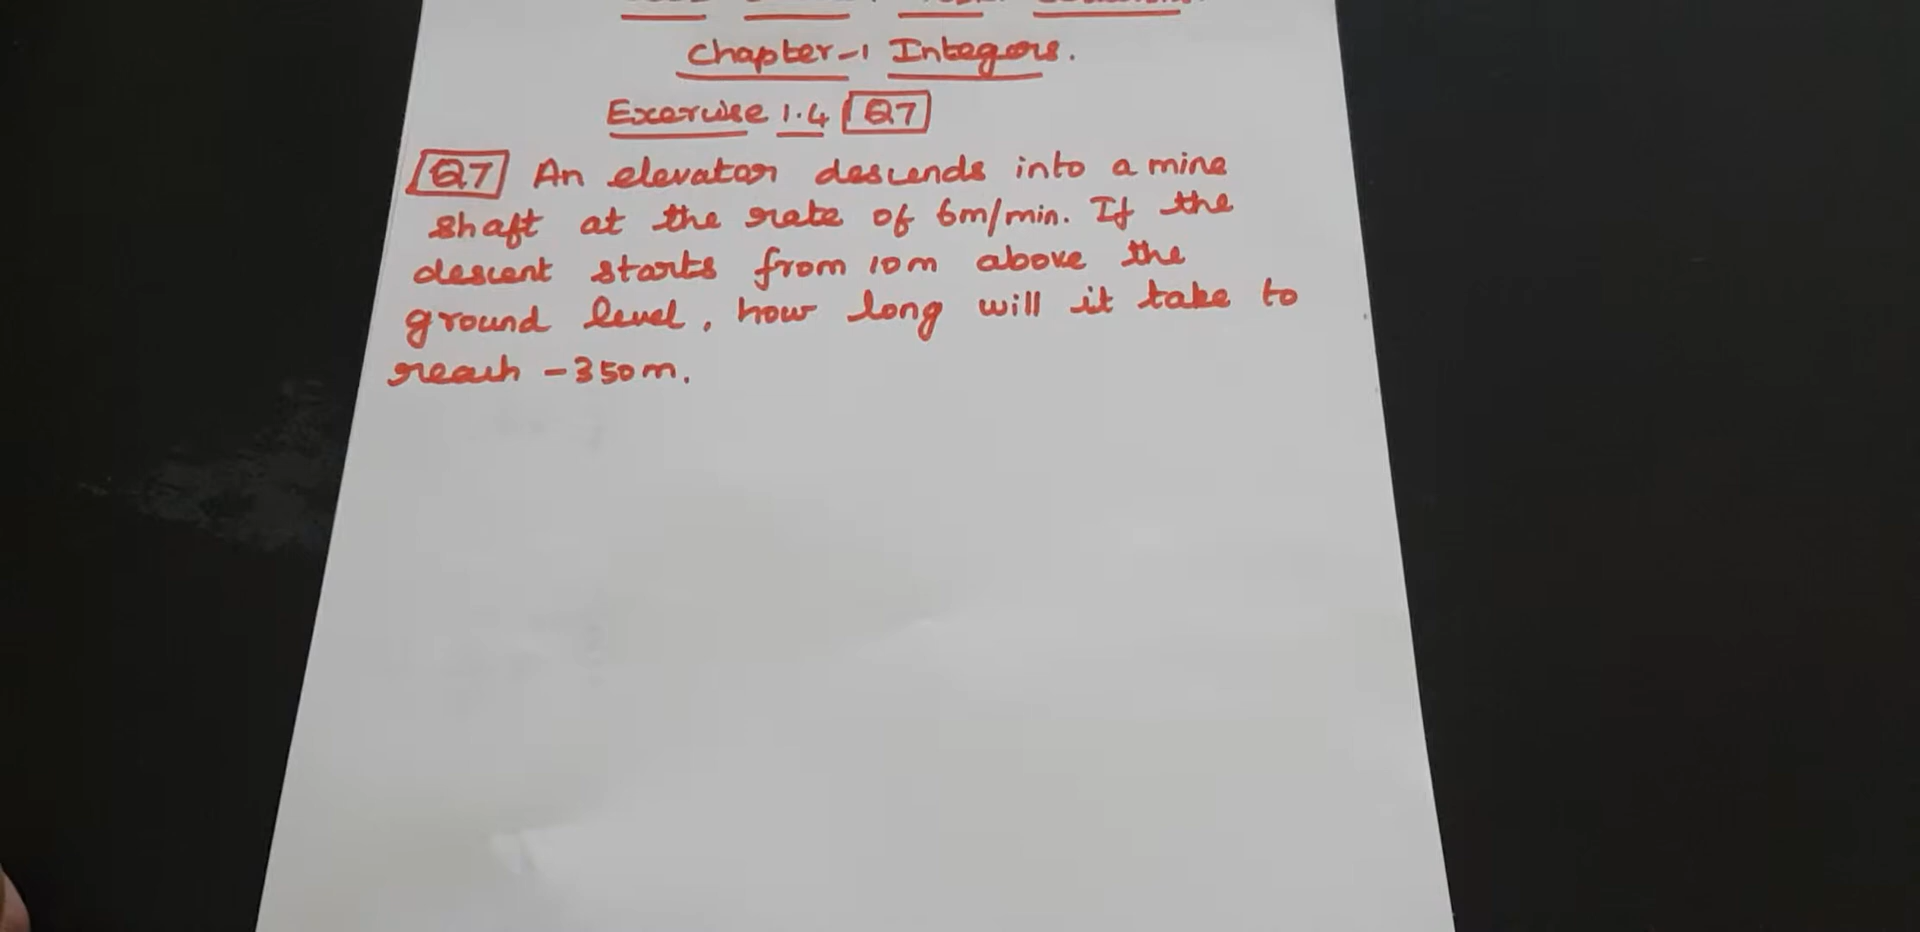 Chapter-1 Integers.
Exercise 1.4 Q7
Q7 An elevator descends into a mine
shaft at the rate of 6m/min. If the
descent starts from 10m above the
ground level, how long will it take to
reach -350m.